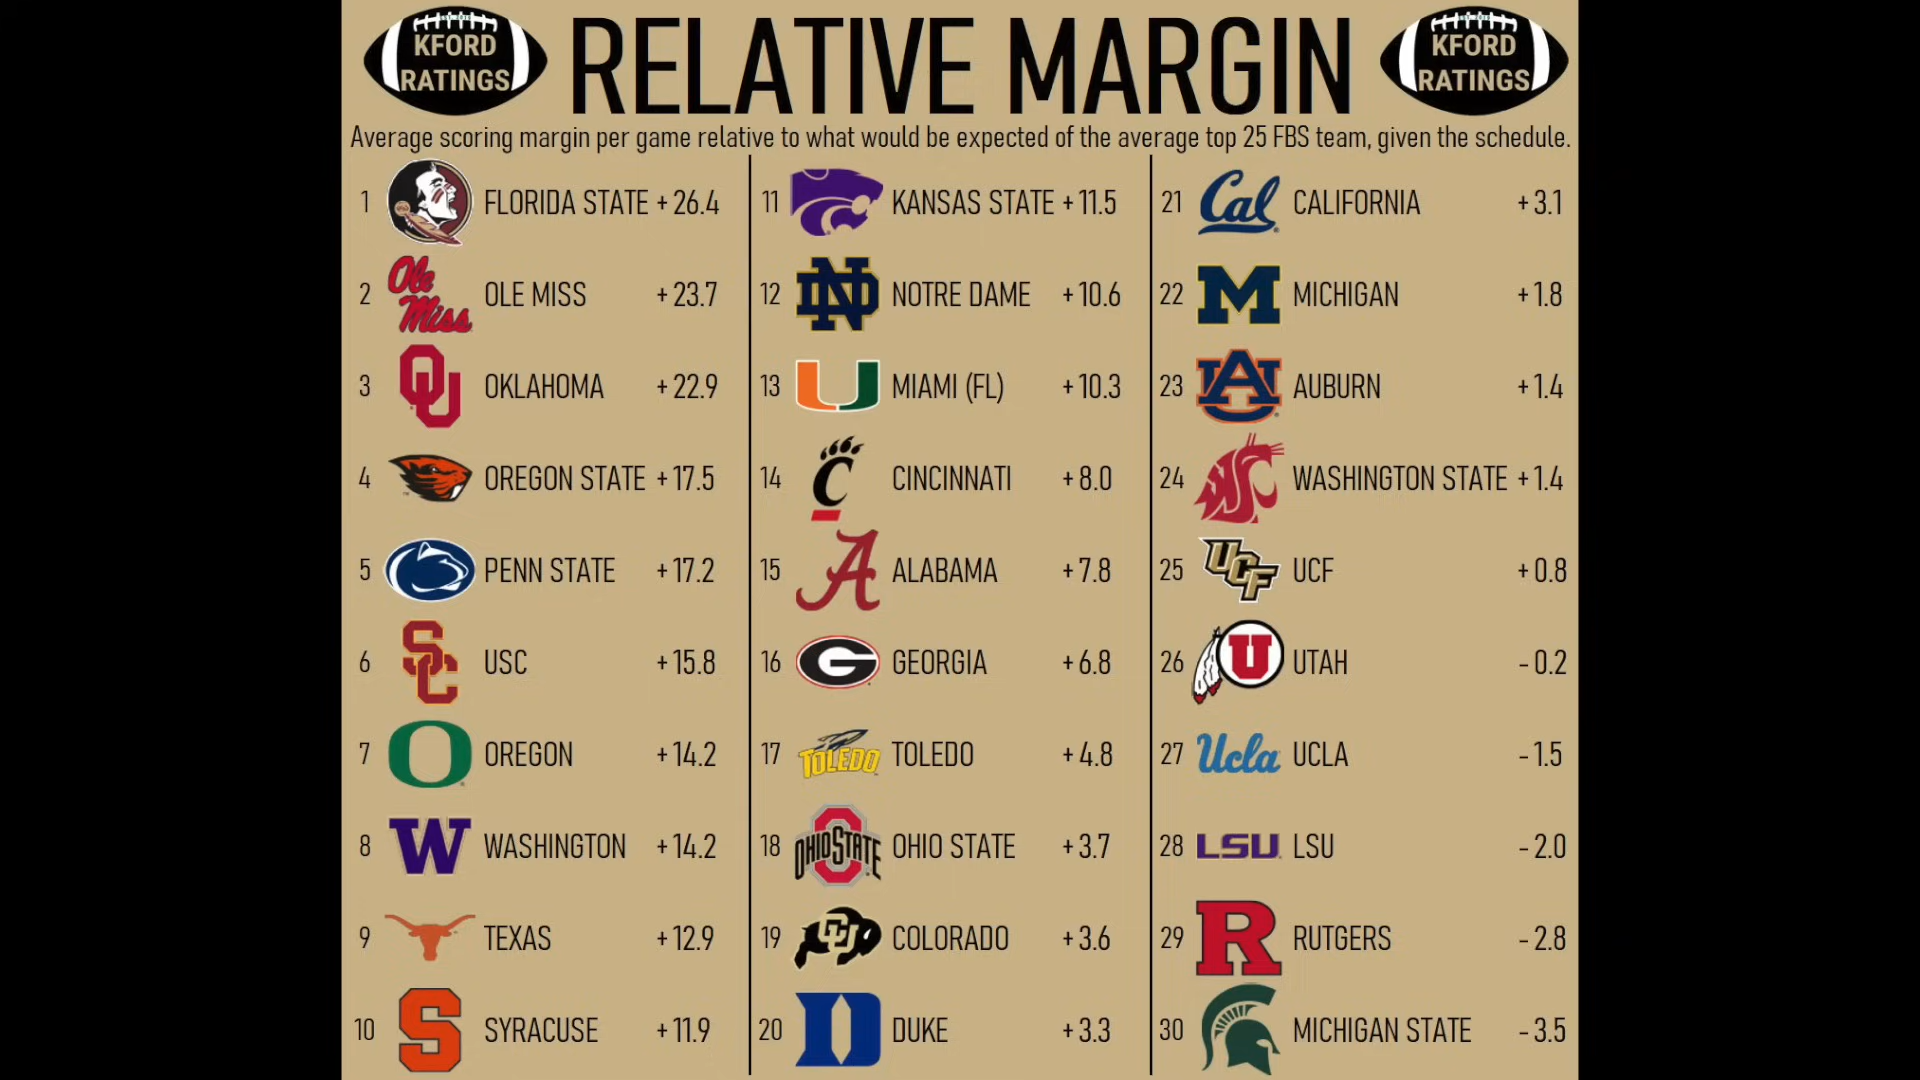 KFORD
RATINGS
RELATIVE MARGIN
KFORD
RATINGS
Average scoring margin per game relative to what would be expected of the average top 25 FBS team, given the schedule.
1 FLORIDA STATE + 26.4
2 Ole Miss OLE MISS + 23.7
3 OU OKLAHOMA + 22.9
4 OREGON STATE + 17.5
5 PENN STATE + 17.2
6 SC USC + 15.8
7 O OREGON + 14.2
8 W WASHINGTON + 14.2
9 TEXAS + 12.9
10 S SYRACUSE + 11.9
11 KANSAS STATE + 11.5
12 ND NOTRE DAME + 10.6
13 U MIAMI (FL) + 10.3
14 C CINCINNATI + 8.0
15 A ALABAMA + 7.8
16 G GEORGIA + 6.8
17 TOLEDO TOLEDO + 4.8
18 OHIO STATE OHIO STATE + 3.7
19 CU COLORADO + 3.6
20 D DUKE + 3.3
21 Cal CALIFORNIA + 3.1
22 M MICHIGAN + 1.8
23 AU AUBURN + 1.4
24 WSC WASHINGTON STATE + 1.4
25 UCF UCF + 0.8
26 U UTAH - 0.2
27 Ucla UCLA - 1.5
28 LSU LSU - 2.0
29 R RUTGERS - 2.8
30 MICHIGAN STATE - 3.5